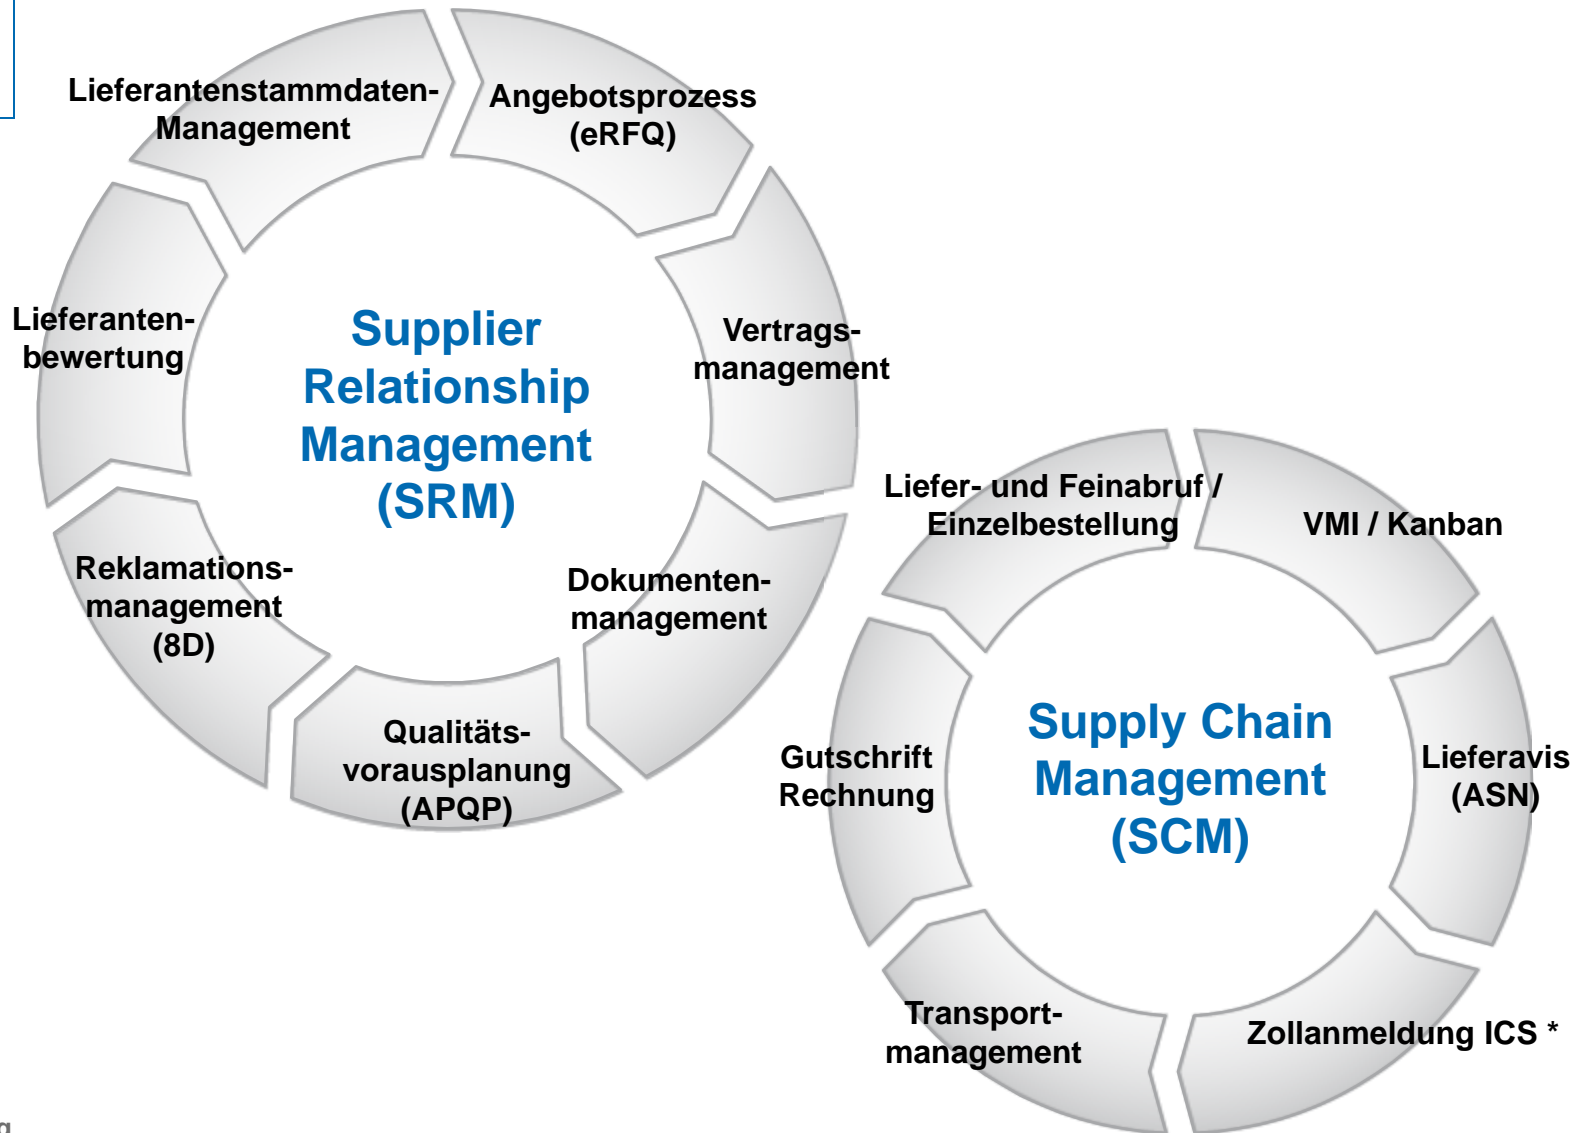 Lieferantenstammdaten-
Management
Angebotsprozess
(eRFQ)
Lieferanten-
bewertung
Supplier
Relationship
Management
(SRM)
Vertrags-
management
Reklamations-
management
(8D)
Dokumenten-
management
Qualitäts-
vorausplanung
(APQP)
Liefer- und Feinabruf /
Einzelbestellung
VMI / Kanban
Gutschrift
Rechnung
Supply Chain
Management
(SCM)
Lieferavis
(ASN)
Transport-
management
Zollanmeldung ICS *